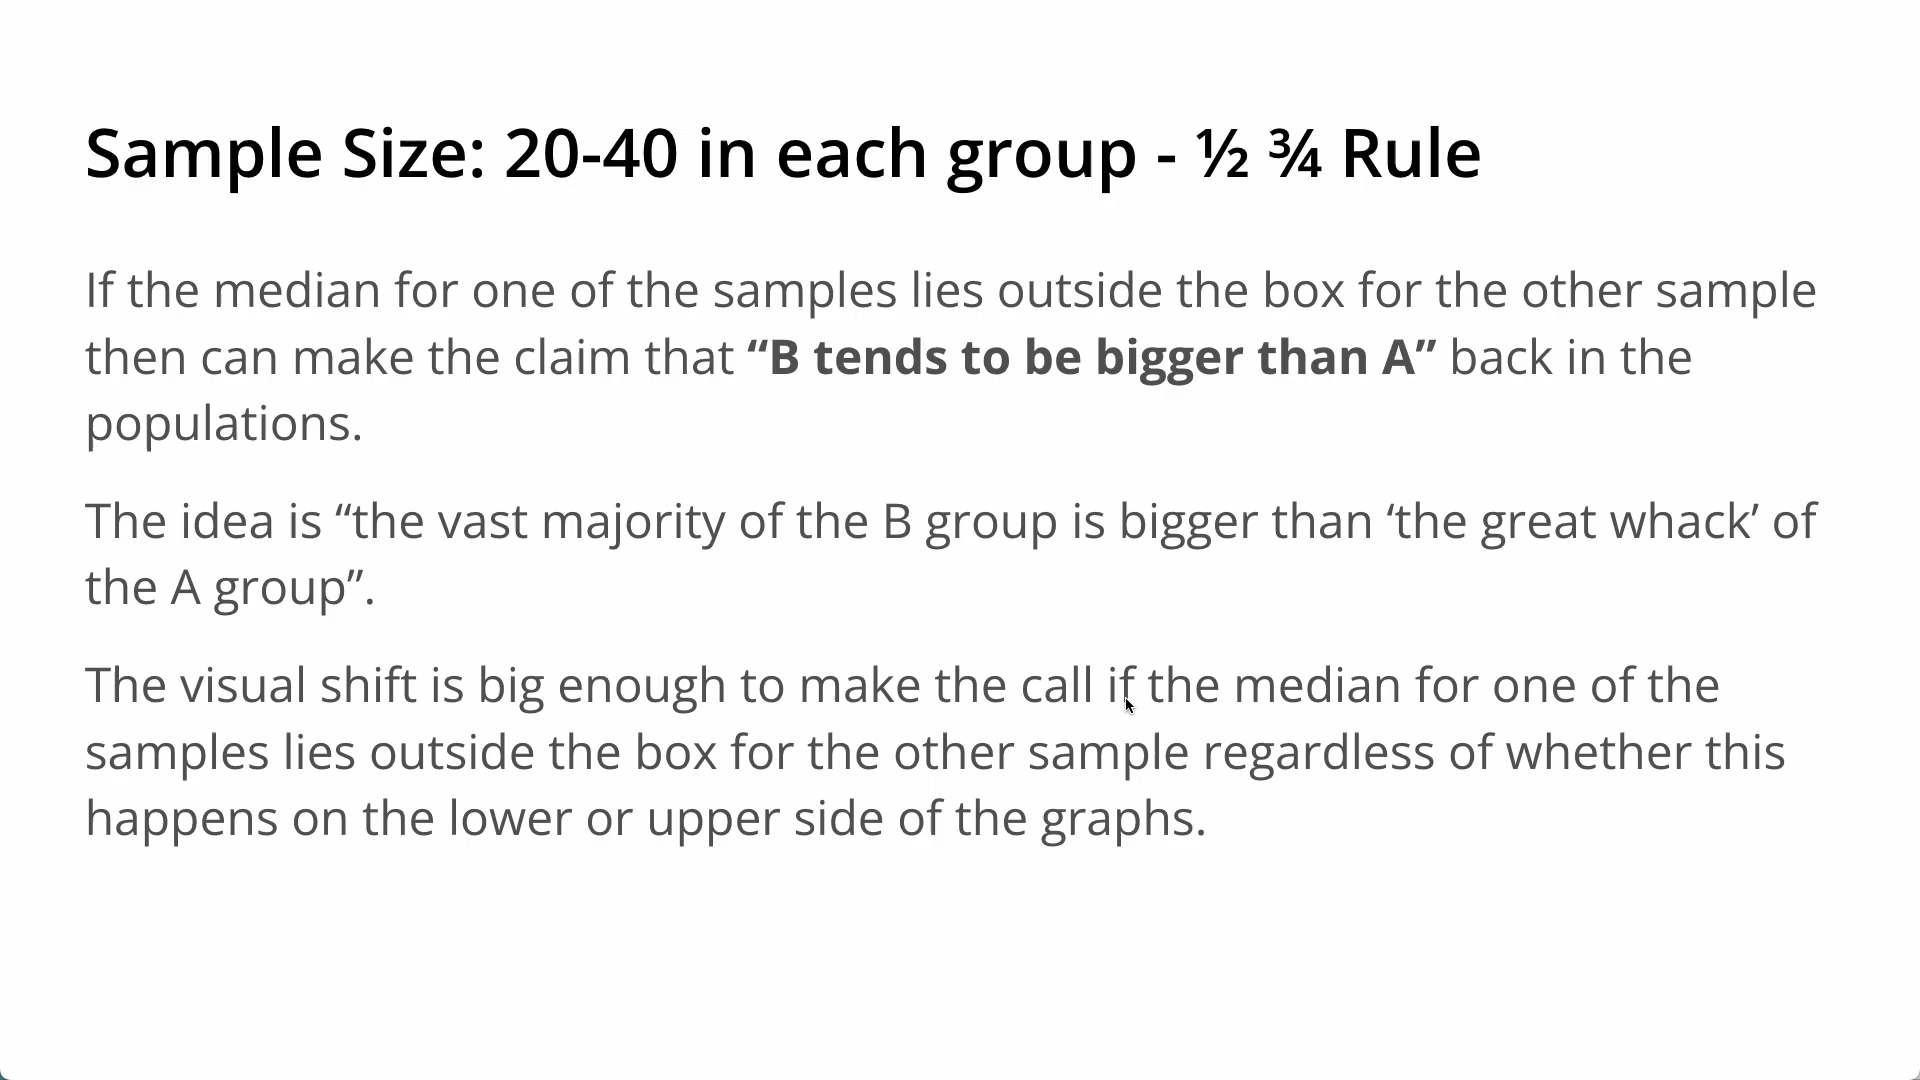 Sample Size: 20-40 in each group - ½ ¾ Rule
If the median for one of the samples lies outside the box for the other sample
then can make the claim that “B tends to be bigger than A” back in the
populations.
The idea is “the vast majority of the B group is bigger than ‘the great whack’ of
the A group”.
The visual shift is big enough to make the call if the median for one of the
samples lies outside the box for the other sample regardless of whether this
happens on the lower or upper side of the graphs.